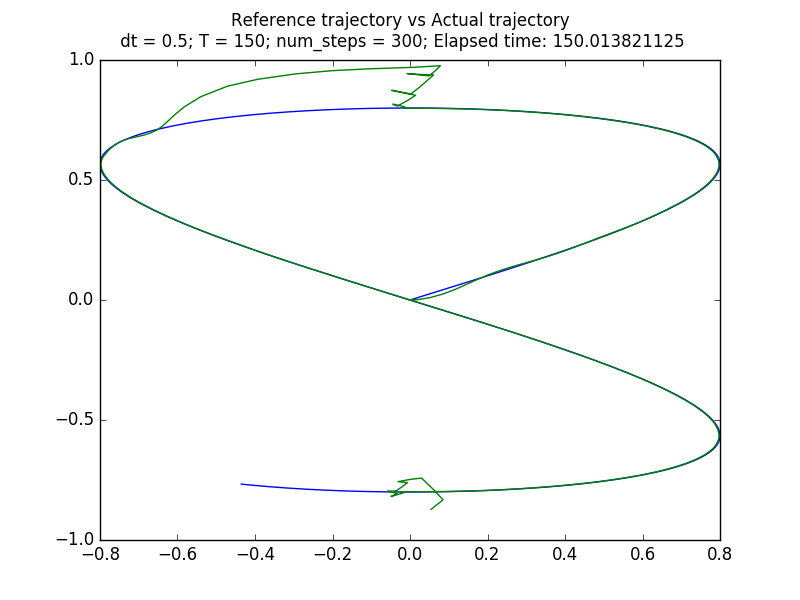 Reference trajectory vs Actual trajectory
dt = 0.5; T = 150; num_steps = 300; Elapsed time: 150.013821125
1.0
0.5
0.0
−0.5
−1.0
−0.8 −0.6 −0.4 −0.2 0.0 0.2 0.4 0.6 0.8